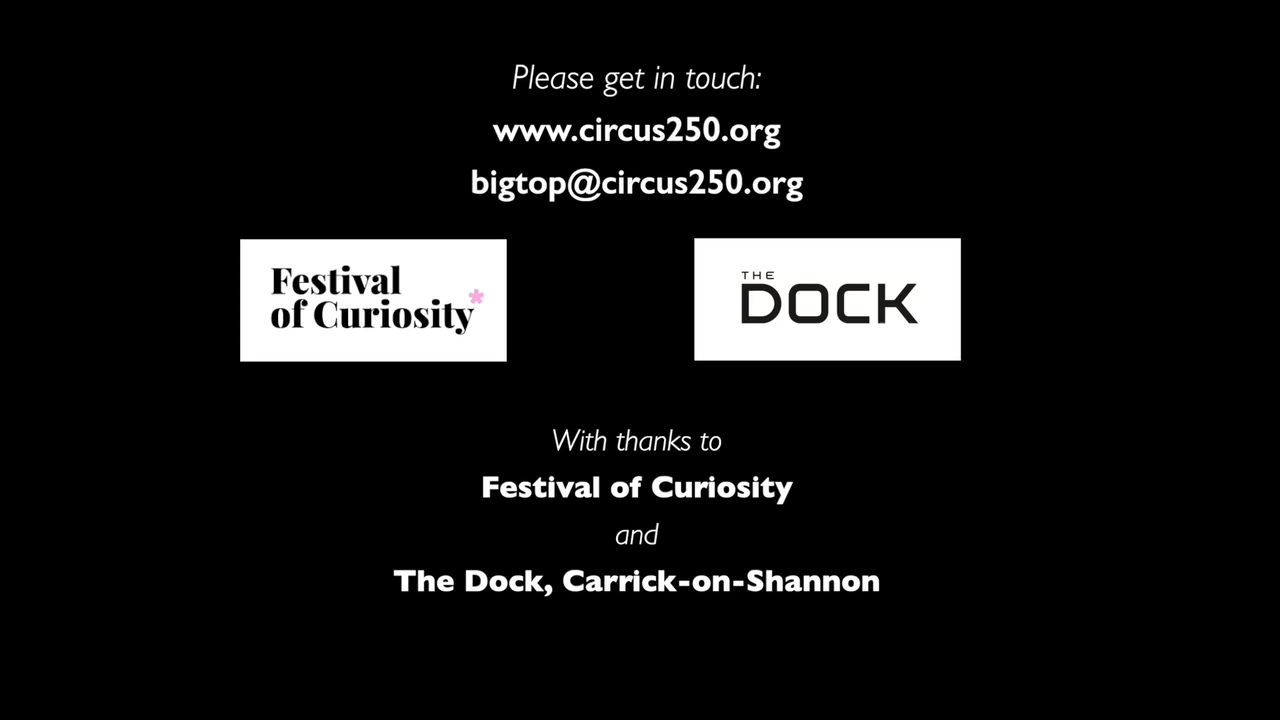 Please get in touch:
www.circus250.org
bigtop@circus250.org
Festival
of Curiosity*
THE
DOCK
With thanks to
Festival of Curiosity
and
The Dock, Carrick-on-Shannon